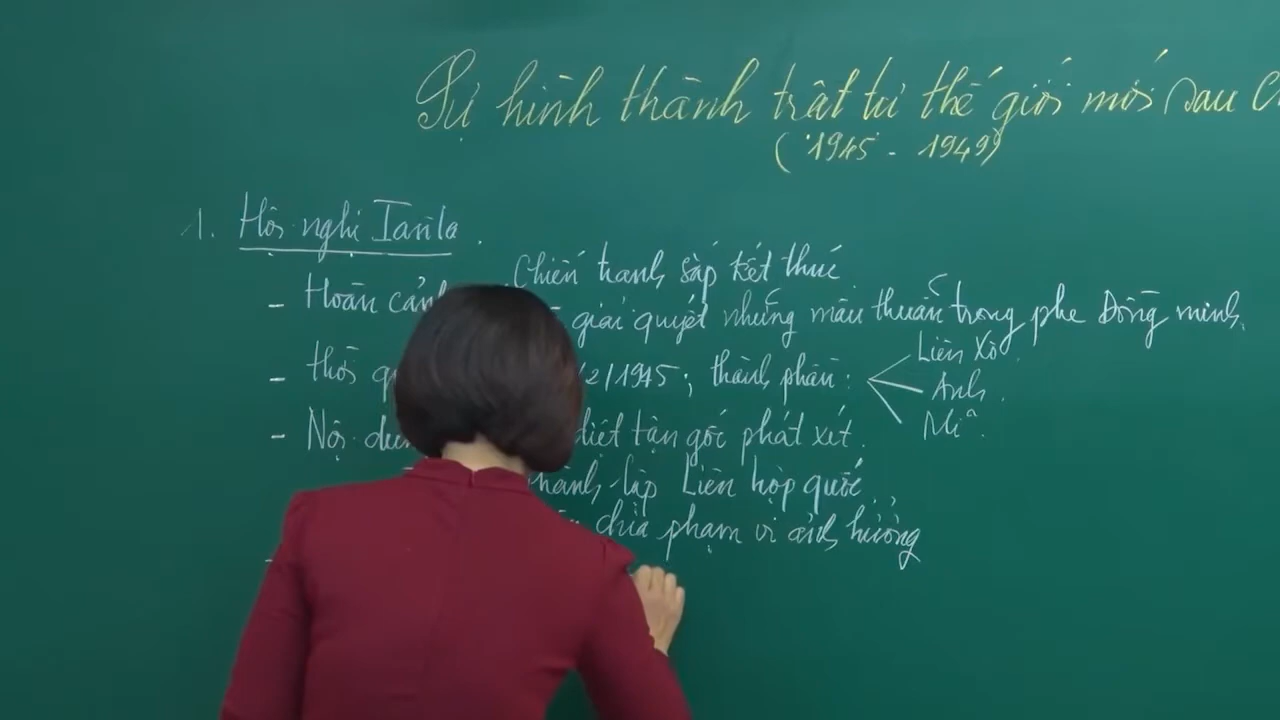 Sự hình thành trật tự thế giới mới sau
(1945 - 1949)
1. Hội nghị Ianta.
Chiến tranh sắp kết thúc
- Hoàn cảnh
giải quyết những mâu thuẫn trong phe Đồng minh.
- thời /2/1945; thành phần:
Liên Xô.
Anh.
Mĩ.
- Nội dung diệt tận gốc phát xít.
thành lập Liên hợp quốc
chia phạm vi ảnh hưởng
-